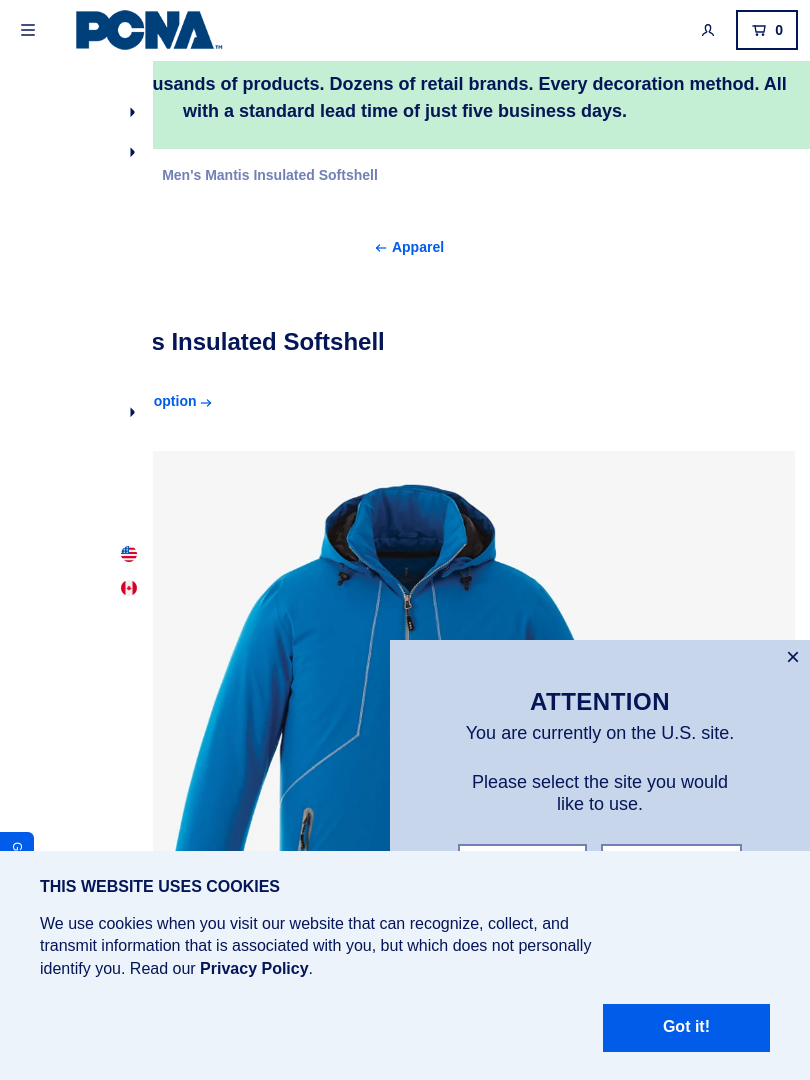 PCNA™
0
usands of products. Dozens of retail brands. Every decoration method. All
with a standard lead time of just five business days.
Men's Mantis Insulated Softshell
← Apparel
s Insulated Softshell
option →
ATTENTION
You are currently on the U.S. site.
Please select the site you would
like to use.
G
THIS WEBSITE USES COOKIES
We use cookies when you visit our website that can recognize, collect, and
transmit information that is associated with you, but which does not personally
identify you. Read our Privacy Policy.
Got it!